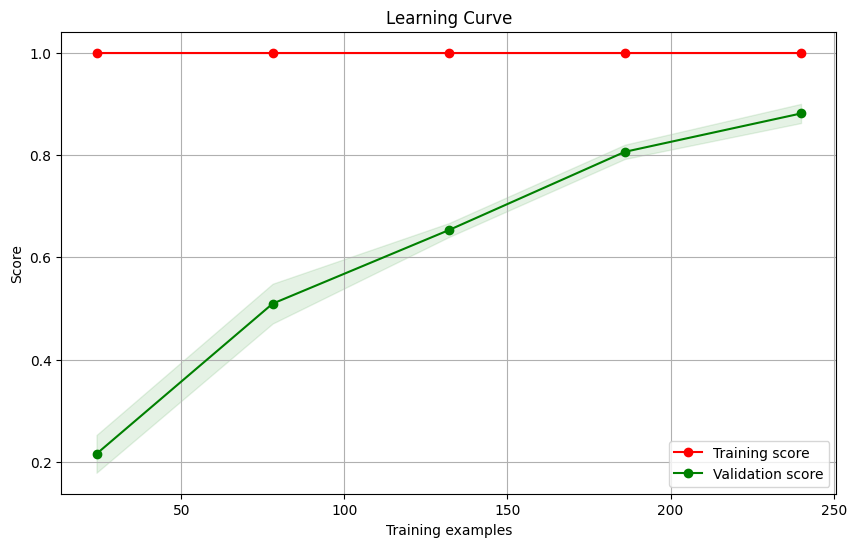 Learning Curve
1.0
0.8
0.6
0.4
0.2
Score
50
100
150
200
250
Training examples
Training score
Validation score